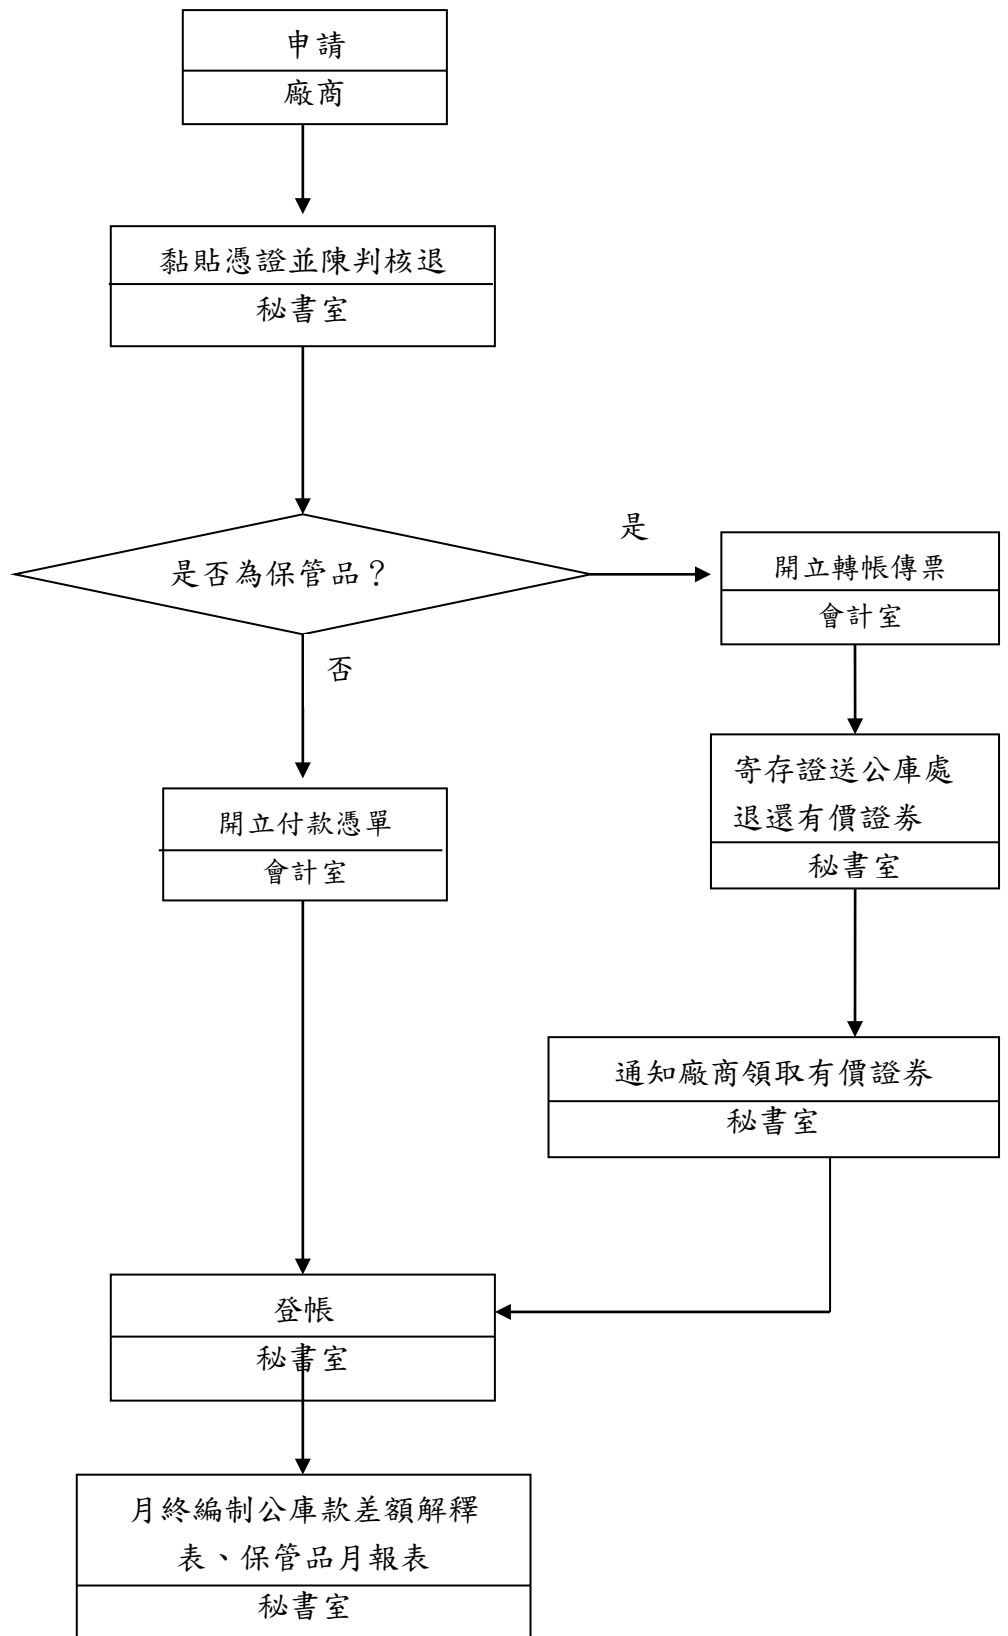 申請
廠商
黏貼憑證並陳判核退
秘書室
是否為保管品？
是
開立轉帳傳票
會計室
否
寄存證送公庫處
退還有價證券
秘書室
開立付款憑單
會計室
通知廠商領取有價證券
秘書室
登帳
秘書室
月終編制公庫款差額解釋
表、保管品月報表
秘書室